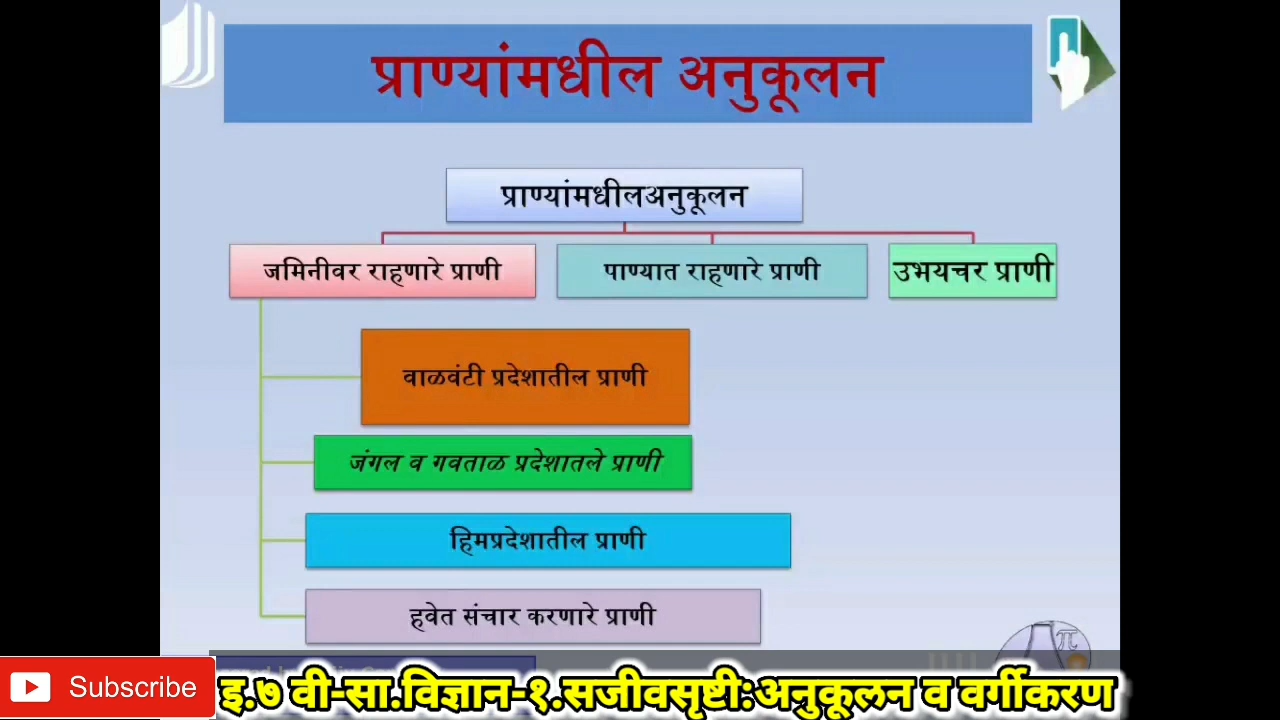 प्राण्यांमधील अनुकूलन
प्राण्यांमधीलअनुकूलन
जमिनीवर राहणारे प्राणी
पाण्यात राहणारे प्राणी
उभयचर प्राणी
वाळवंटी प्रदेशातील प्राणी
जंगल व गवताळ प्रदेशातले प्राणी
हिमप्रदेशातील प्राणी
हवेत संचार करणारे प्राणी
π
Subscribe
इ.७ वी-सा.विज्ञान-१.सजीवसृष्टी:अनुकूलन व वर्गीकरण